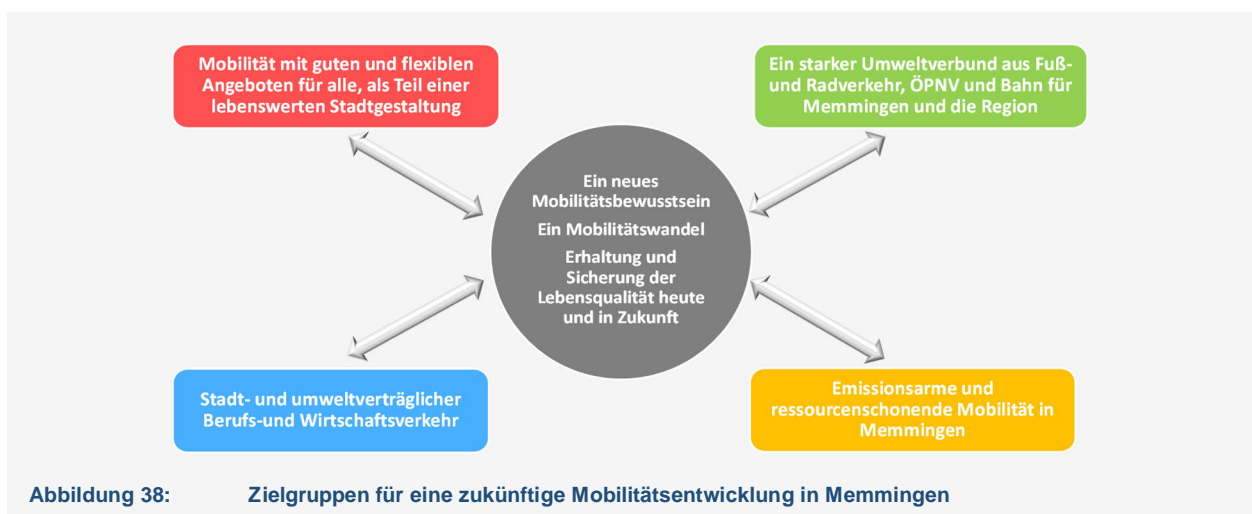 Mobilität mit guten und flexiblen
Angeboten für alle, als Teil einer
lebenswerten Stadtgestaltung
Ein starker Umweltverbund aus Fuß-
und Radverkehr, ÖPNV und Bahn für
Memmingen und die Region
Ein neues
Mobilitätsbewusstsein
Ein Mobilitätswandel
Erhaltung und
Sicherung der
Lebensqualität heute
und in Zukunft
Stadt- und umweltverträglicher
Berufs-und Wirtschaftsverkehr
Emissionsarme und
ressourcenschonende Mobilität in
Memmingen
Abbildung 38: Zielgruppen für eine zukünftige Mobilitätsentwicklung in Memmingen